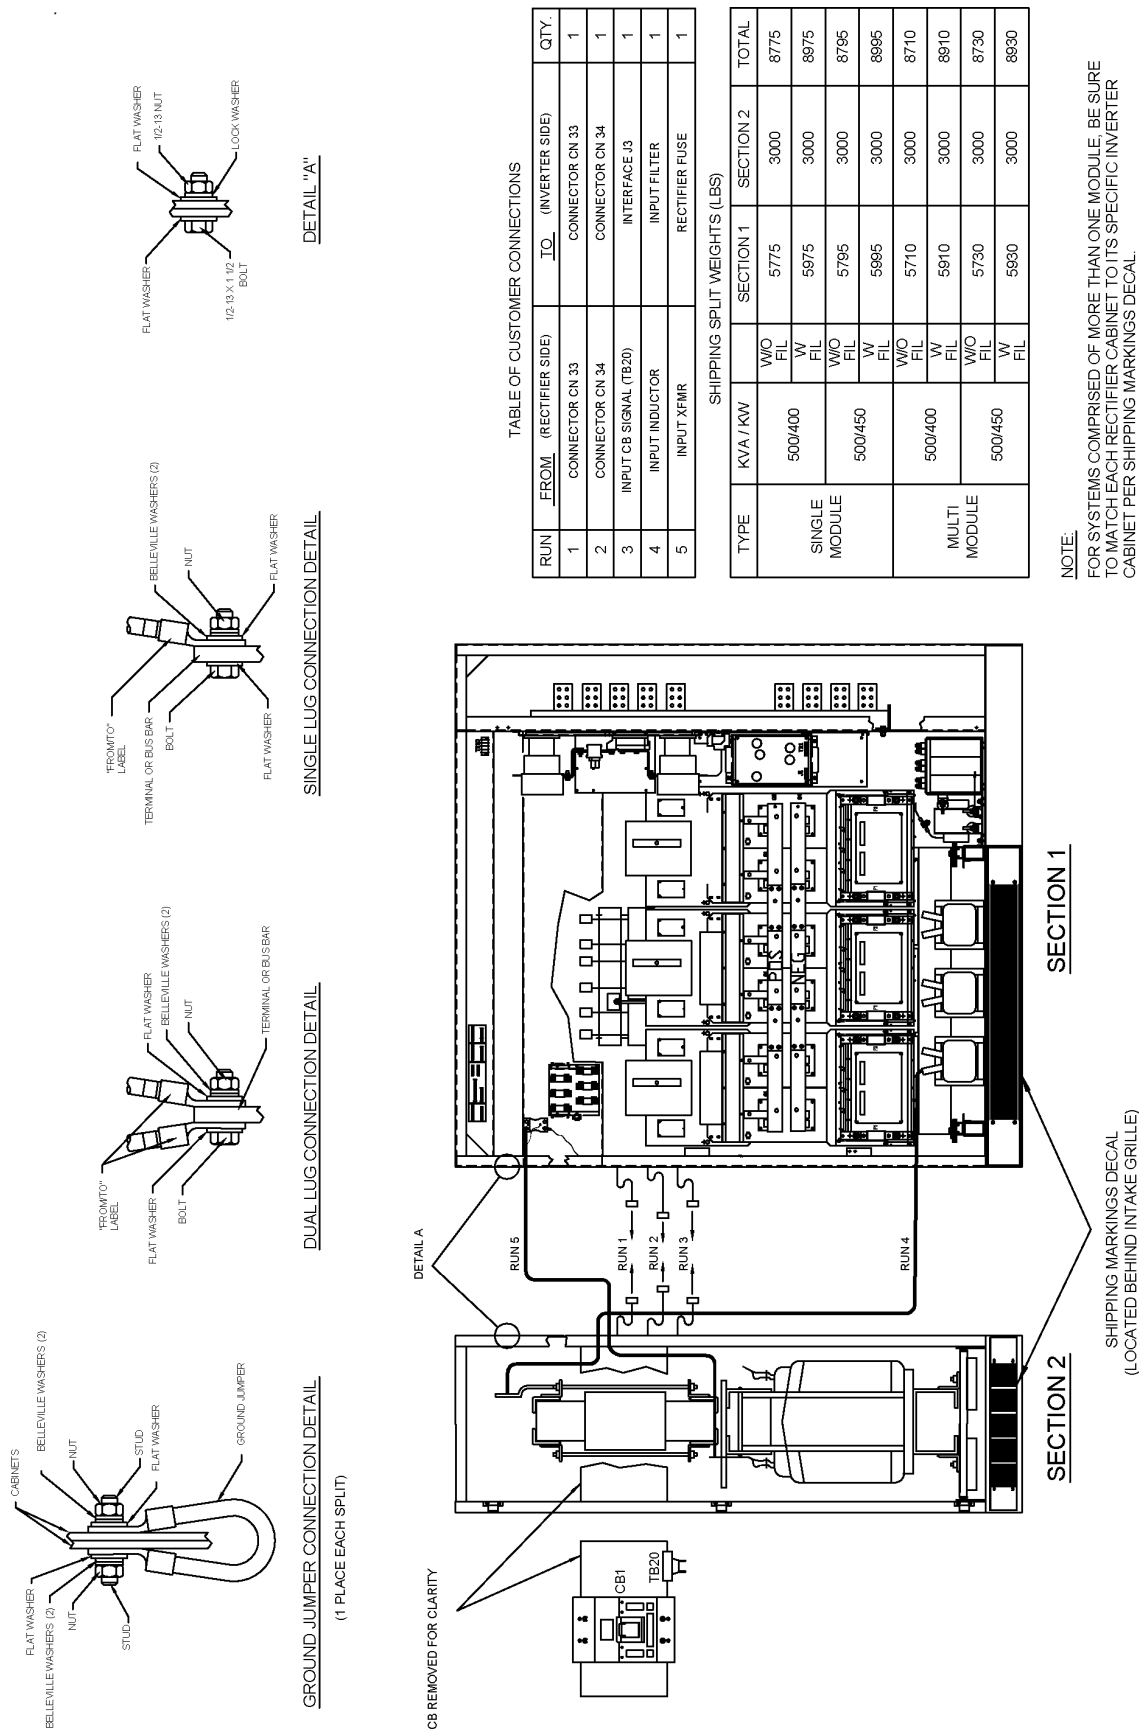 CABINETS
BELLEVILLE WASHERS (2)
NUT
STUD
FLAT WASHER
GROUND JUMPER
FLAT WASHER
BELLEVILLE WASHERS (2)
NUT
STUD
GROUND JUMPER CONNECTION DETAIL
(1 PLACE EACH SPLIT)
"FROM/TO"
LABEL
FLAT WASHER
BOLT
FLAT WASHER
BELLEVILLE WASHERS (2)
NUT
TERMINAL OR BUS BAR
DUAL LUG CONNECTION DETAIL
"FROM/TO"
LABEL
TERMINAL OR BUS BAR
BOLT
FLAT WASHER
BELLEVILLE WASHERS (2)
NUT
FLAT WASHER
SINGLE LUG CONNECTION DETAIL
FLAT WASHER
1/2-13 X 1 1/2
BOLT
FLAT WASHER
1/2-13 NUT
LOCK WASHER
DETAIL "A"
CB REMOVED FOR CLARITY
CB1
TB20
DETAIL A
RUN 5
RUN 1
RUN 2
RUN 3
RUN 4
POS
NEG
SECTION 2
SECTION 1
SHIPPING MARKINGS DECAL
(LOCATED BEHIND INTAKE GRILLE)
TABLE OF CUSTOMER CONNECTIONS
RUN FROM (RECTIFIER SIDE) TO (INVERTER SIDE) QTY.
1 CONNECTOR CN 33 CONNECTOR CN 33 1
2 CONNECTOR CN 34 CONNECTOR CN 34 1
3 INPUT CB SIGNAL (TB20) INTERFACE J3 1
4 INPUT INDUCTOR INPUT FILTER 1
5 INPUT XFMR RECTIFIER FUSE 1
SHIPPING SPLIT WEIGHTS (LBS)
TYPE KVA / KW SECTION 1 SECTION 2 TOTAL
SINGLE MODULE 500/400 W/O FIL 5775 3000 8775
W FIL 5975 3000 8975
500/450 W/O FIL 5795 3000 8795
W FIL 5995 3000 8995
MULTI MODULE 500/400 W/O FIL 5710 3000 8710
W FIL 5910 3000 8910
500/450 W/O FIL 5730 3000 8730
W FIL 5930 3000 8930
NOTE:
FOR SYSTEMS COMPRISED OF MORE THAN ONE MODULE, BE SURE
TO MATCH EACH RECTIFIER CABINET TO ITS SPECIFIC INVERTER
CABINET PER SHIPPING MARKINGS DECAL.